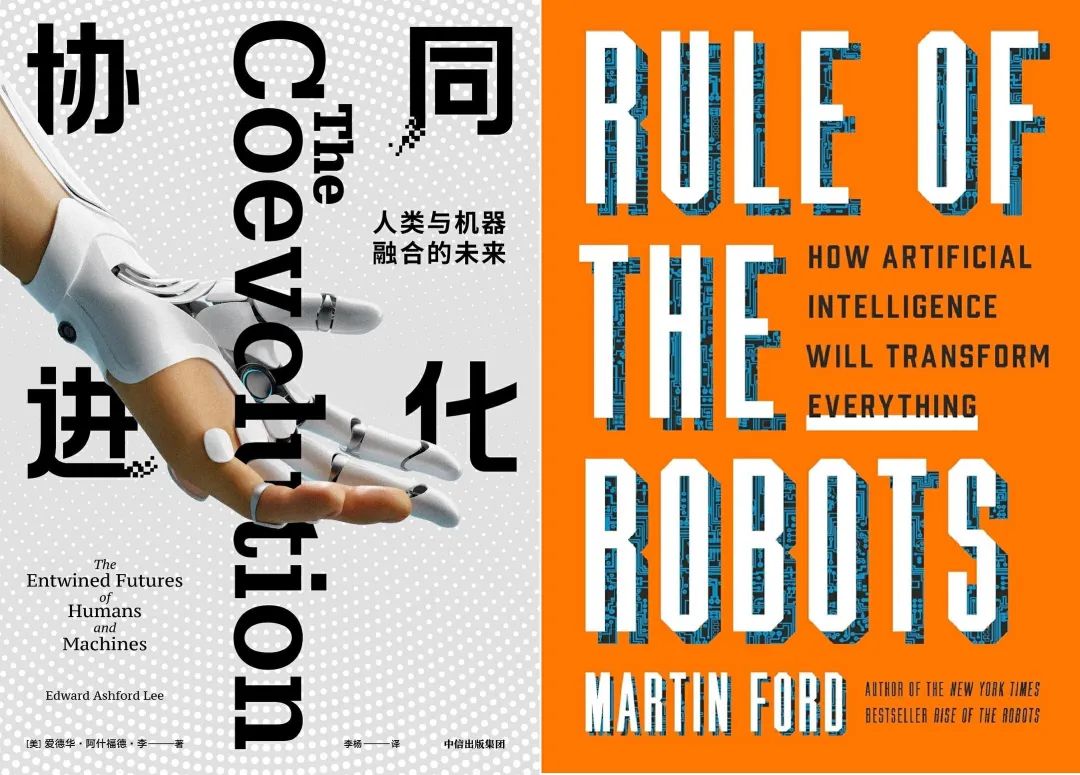 协同
进化
The
Coevolution
人类与机器
融合的未来
The
Entwined Futures
of
Humans
and
Machines
Edward Ashford Lee
[美] 爱德华·阿什福德·李——著
李杨——译
中信出版集团
RULE OF
THE
ROBOTS
HOW ARTIFICIAL
INTELLIGENCE
WILL TRANSFORM
EVERYTHING
MARTIN FORD
AUTHOR OF THE NEW YORK TIMES
BESTSELLER RISE OF THE ROBOTS